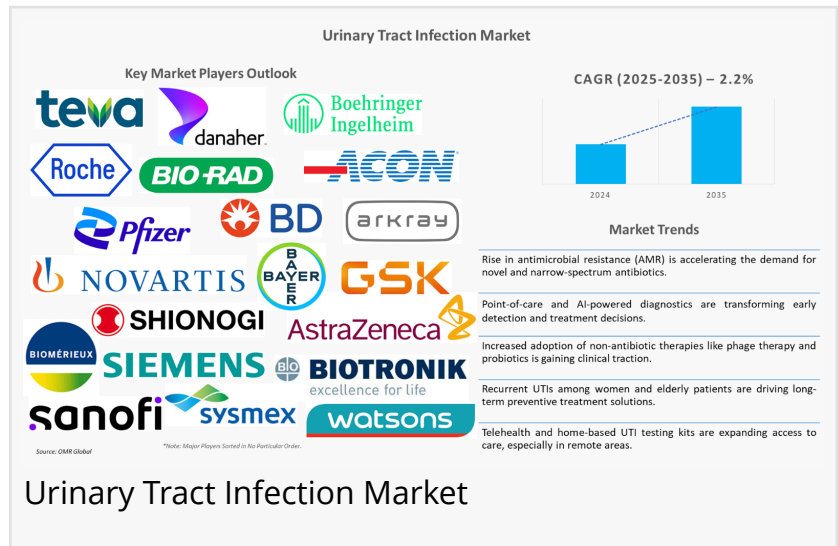 Urinary Tract Infection Market
Key Market Players Outlook
teva
danaher.
Boehringer
Ingelheim
Roche
BIO-RAD
ACON
Pfizer
BD
arkray
NOVARTIS
BAYER
BAYER
GSK
SHIONOGI
AstraZeneca
BIOMÉRIEUX
SIEMENS
BIO
BIOTRONIK
excellence for life
sanofi
sysmex
watsons
Source: OMR Global
*Note: Major Players Sorted in No Particular Order.
CAGR (2025-2035) – 2.2%
2024
2035
Market Trends
Rise in antimicrobial resistance (AMR) is accelerating the demand for
novel and narrow-spectrum antibiotics.
Point-of-care and AI-powered diagnostics are transforming early
detection and treatment decisions.
Increased adoption of non-antibiotic therapies like phage therapy and
probiotics is gaining clinical traction.
Recurrent UTIs among women and elderly patients are driving long-
term preventive treatment solutions.
Telehealth and home-based UTI testing kits are expanding access to
care, especially in remote areas.
Urinary Tract Infection Market